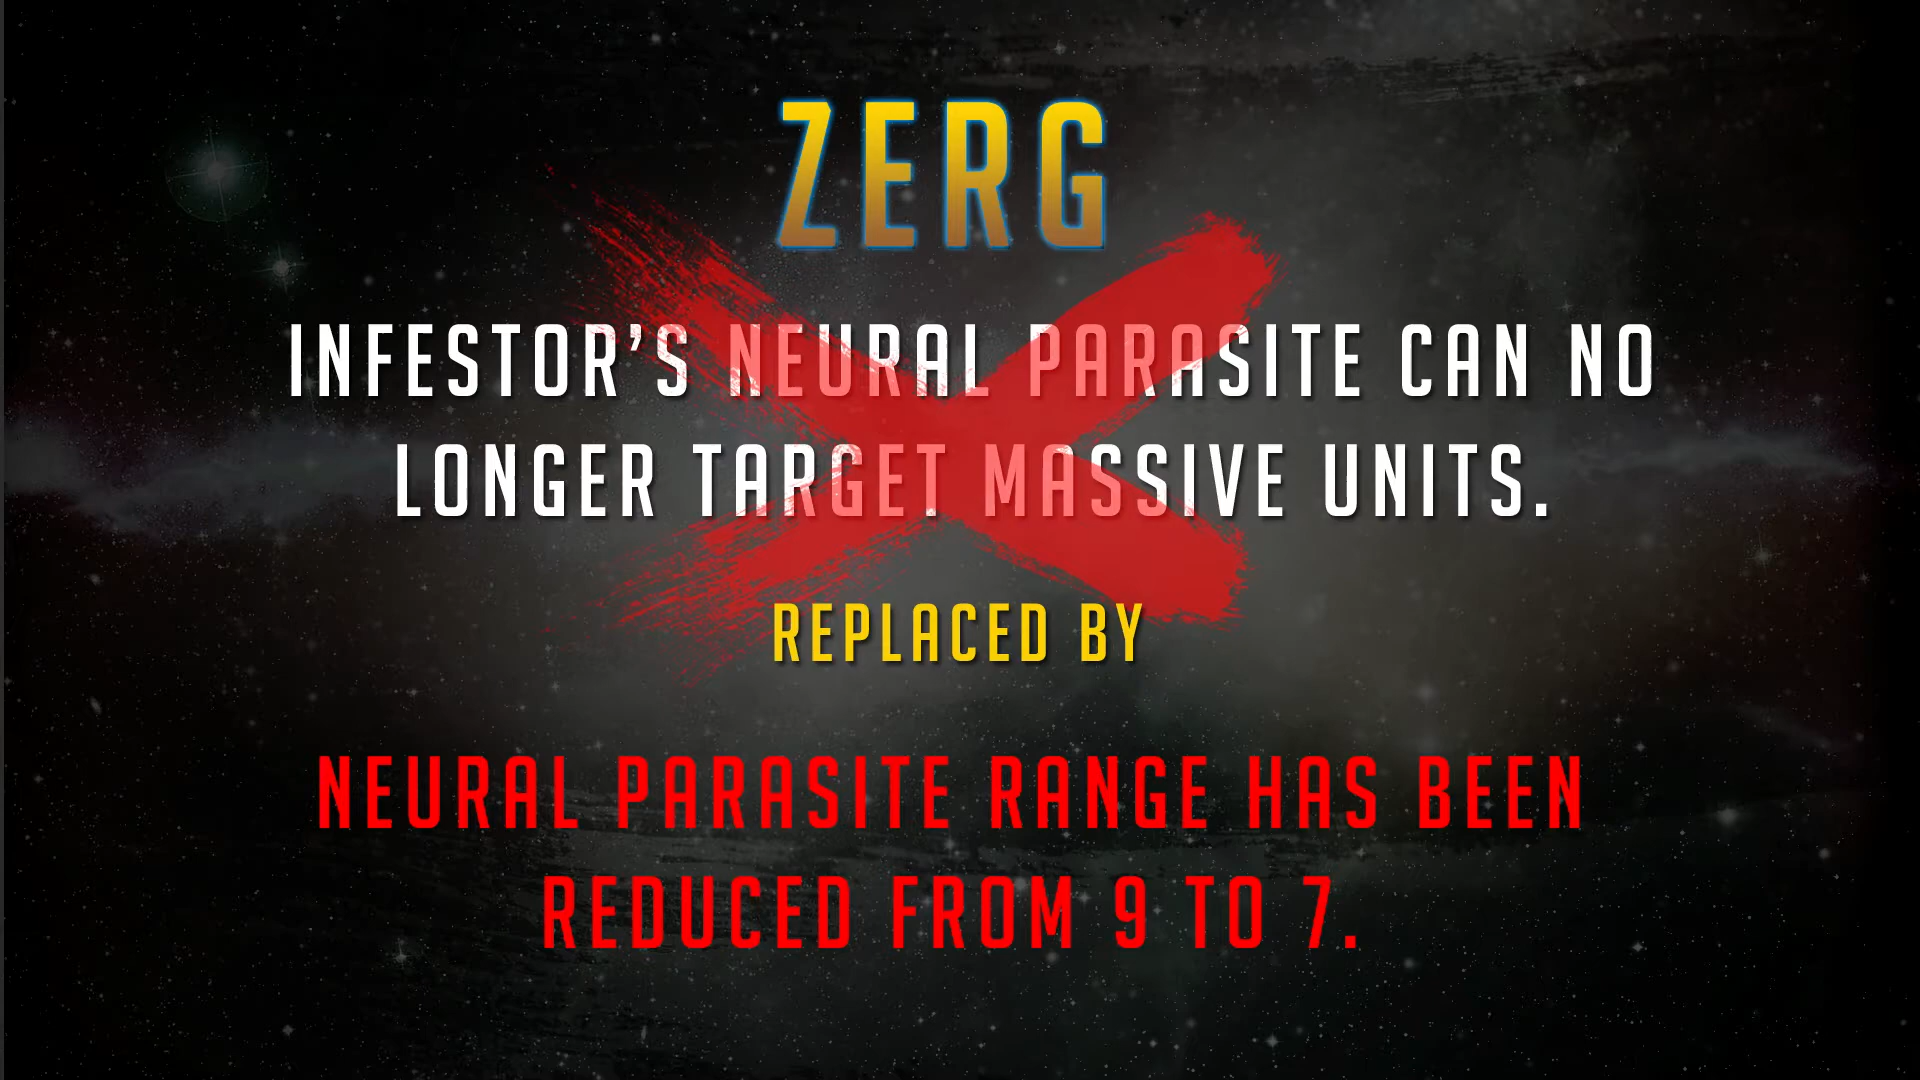 ZERG
INFESTOR’S NEURAL PARASITE CAN NO
LONGER TARGET MASSIVE UNITS.
REPLACED BY
NEURAL PARASITE RANGE HAS BEEN
REDUCED FROM 9 TO 7.